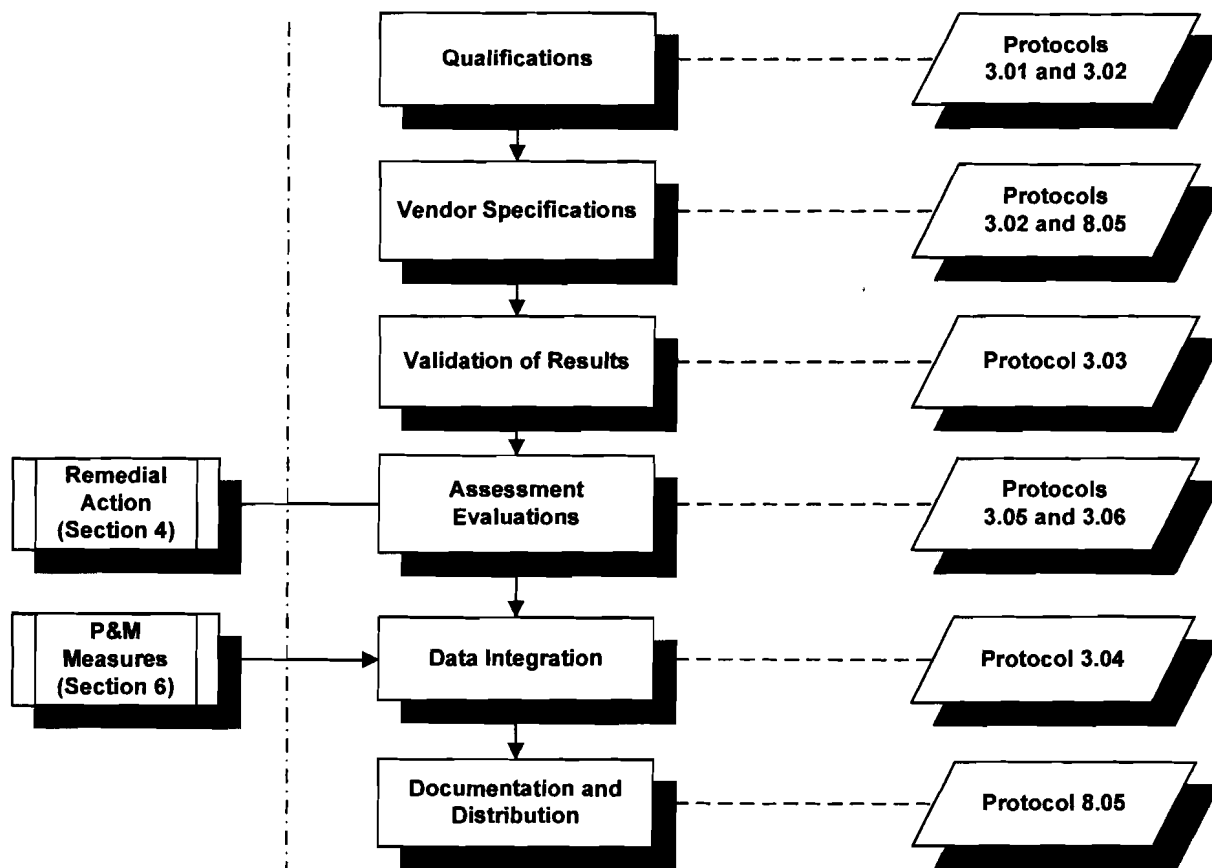 Qualifications
Protocols
3.01 and 3.02
Vendor Specifications
Protocols
3.02 and 8.05
Validation of Results
Protocol 3.03
Remedial
Action
(Section 4)
Assessment
Evaluations
Protocols
3.05 and 3.06
P&M
Measures
(Section 6)
Data Integration
Protocol 3.04
Documentation and
Distribution
Protocol 8.05